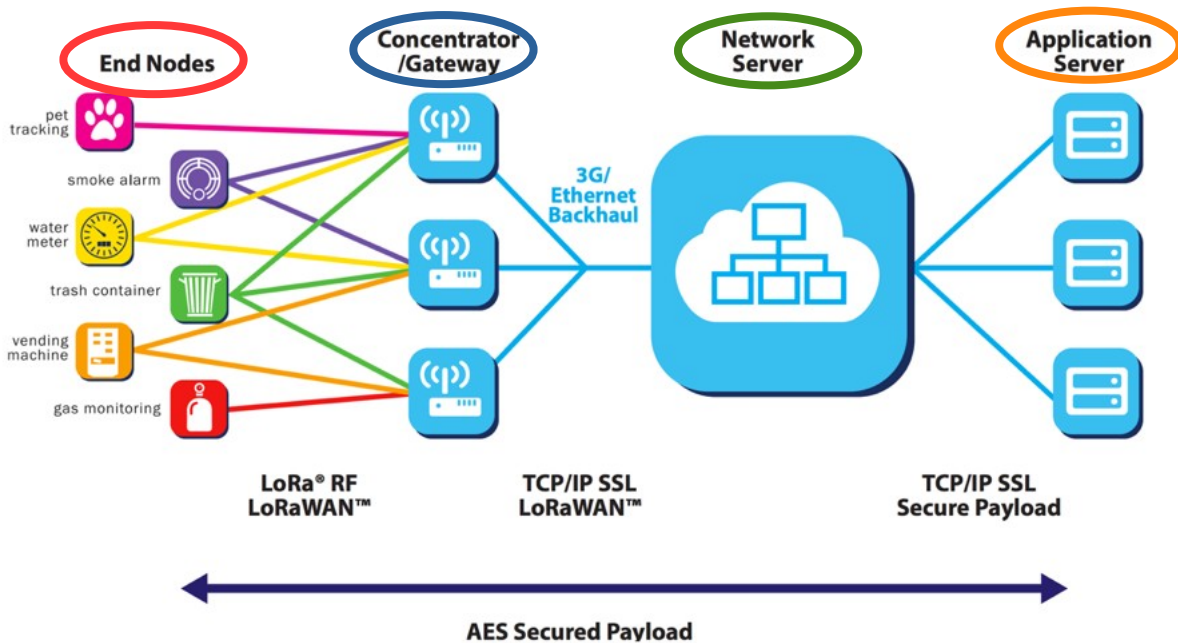 End Nodes
Concentrator
/Gateway
Network
Server
Application
Server
pet
tracking
smoke alarm
water
meter
trash container
vending
machine
gas monitoring
3G/
Ethernet
Backhaul
LoRa® RF
LoRaWAN™
TCP/IP SSL
LoRaWAN™
TCP/IP SSL
Secure Payload
AES Secured Payload